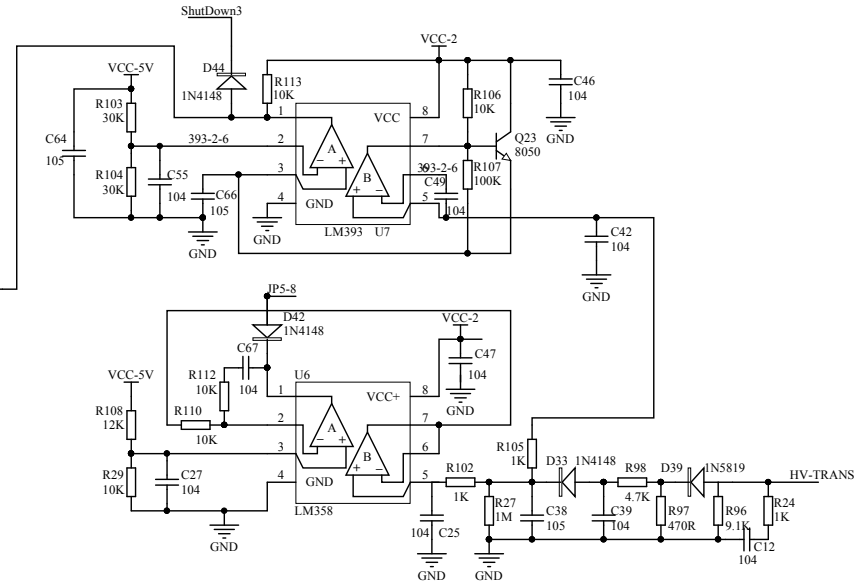 ShutDown3
VCC-2
VCC-5V
D44
1N4148
R113
10K
C46
104
GND
R103
30K
1
VCC
8
R106
10K
Q23
8050
C64
105
2
393-2-6
A
7
R104
30K
C55
104
3
B
6
393-2-6
C49
104
R107
100K
C66
105
4
GND
5
GND
GND
LM393
U7
C42
104
GND
JP5-8
D42
1N4148
VCC-2
C67
104
C47
104
GND
VCC-5V
R112
10K
U6
1
VCC+
8
R108
12K
R110
10K
2
A
7
3
B
6
R105
1K
D33
1N4148
R98
4.7K
D39
1N5819
HV-TRANS
R29
10K
C27
104
4
GND
5
R102
1K
LM358
R27
1M
C38
105
C39
104
R97
470R
R96
9.1K
R24
1K
104
C25
C12
104
GND
GND
GND